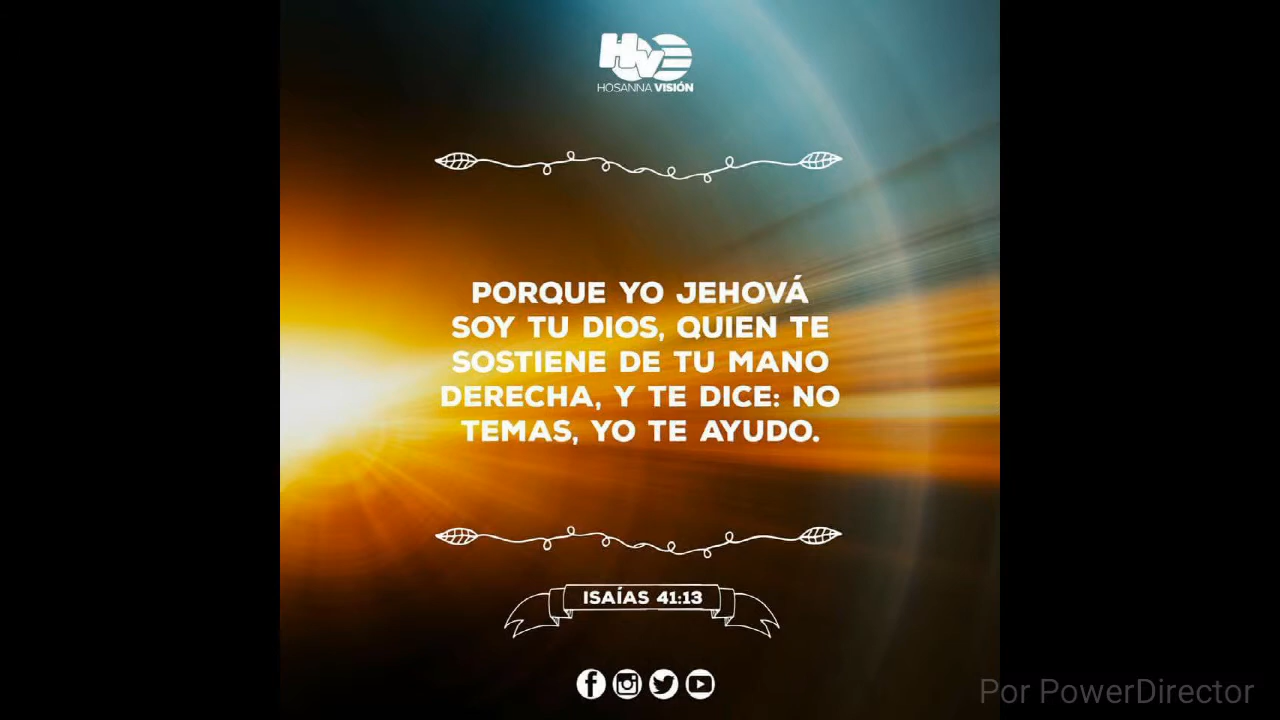 HV
HOSANNA VISIÓN
PORQUE YO JEHOVÁ
SOY TU DIOS, QUIEN TE
SOSTIENE DE TU MANO
DERECHA, Y TE DICE: NO
TEMAS, YO TE AYUDO.
ISAÍAS 41:13
Por PowerDirector